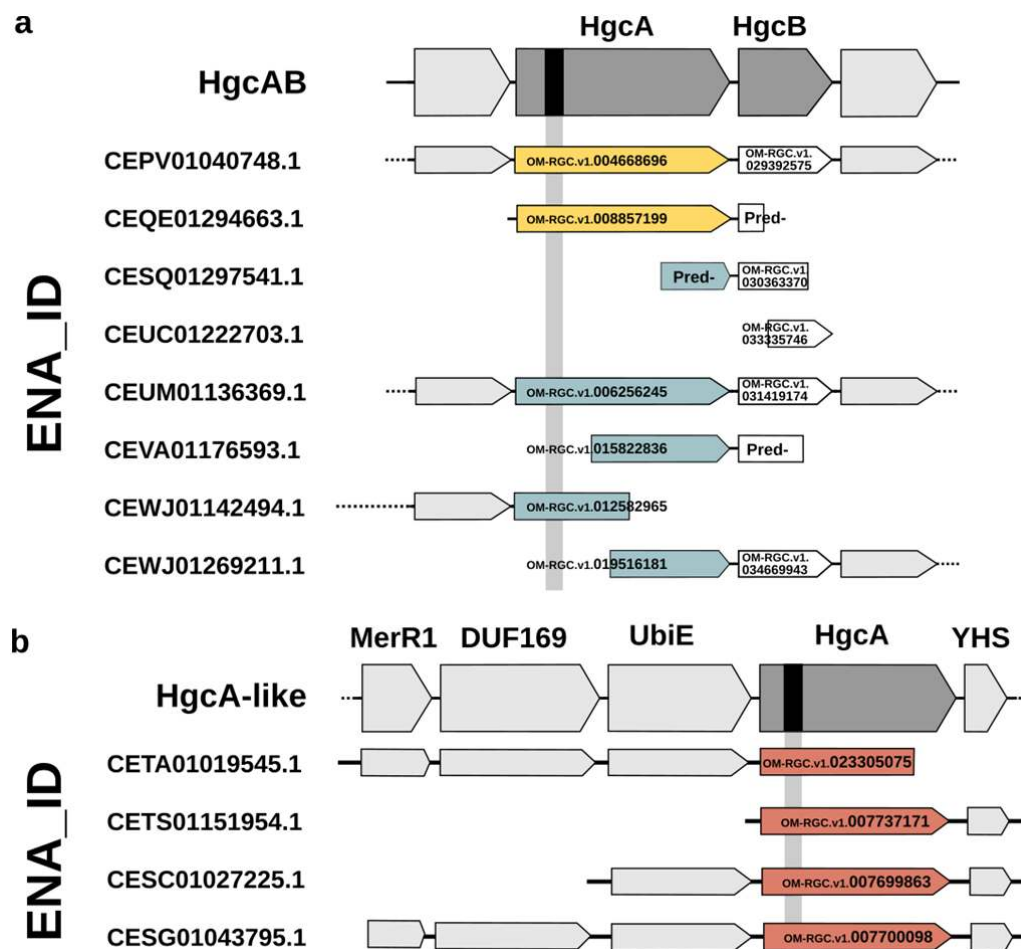 a
HgcA HgcB
HgcAB
ENA_ID
CEPV01040748.1 OM-RGC.v1.004668696 OM-RGC.v1.
029392575
CEQE01294663.1 OM-RGC.v1.008857199 Pred-
CESQ01297541.1 Pred- OM-RGC.v1.
030363370
CEUC01222703.1 OM-RGC.v1.
033335746
CEUM01136369.1 OM-RGC.v1.006256245 OM-RGC.v1.
031419174
CEVA01176593.1 OM-RGC.v1.015822836 Pred-
CEWJ01142494.1 OM-RGC.v1.012582965
CEWJ01269211.1 OM-RGC.v1.019516181 OM-RGC.v1.
034669943
b
MerR1 DUF169 UbiE HgcA YHS
HgcA-like
ENA_ID
CETA01019545.1 OM-RGC.v1.023305075
CETS01151954.1 OM-RGC.v1.007737171
CESC01027225.1 OM-RGC.v1.007699863
CESG01043795.1 OM-RGC.v1.007700098